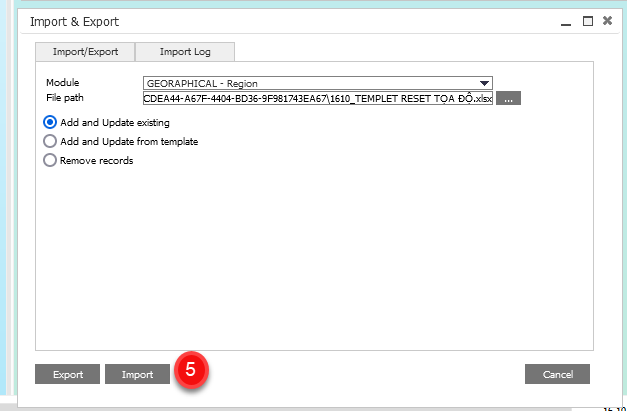 Import & Export
Import/Export
Import Log
Module
GEORAPHICAL - Region
File path
CDEA44-A67F-4404-BD36-9F981743EA67\1610_TEMPLET RESET TỌA ĐỘ.xlsx
...
Add and Update existing
Add and Update from template
Remove records
Export
Import
5
Cancel